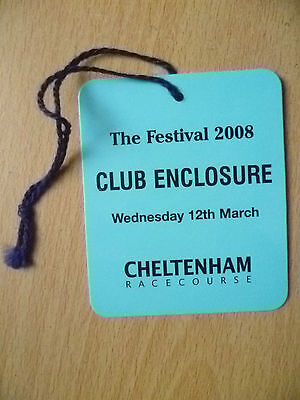 The Festival 2008
CLUB ENCLOSURE
Wednesday 12th March
CHELTENHAM
RACECOURSE